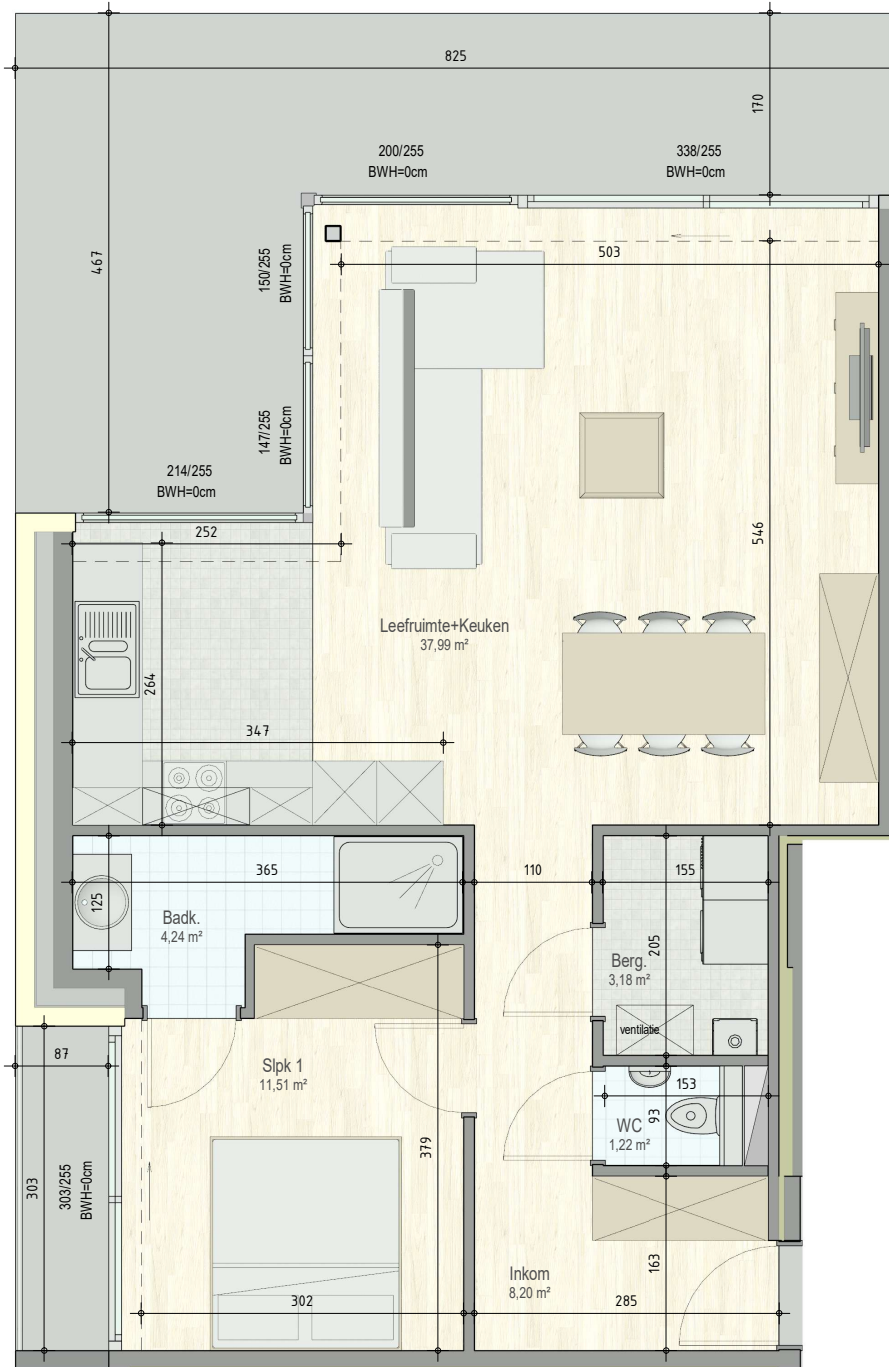 825
170
200/255
BWH=0cm
338/255
BWH=0cm
467
150/255
BWH=0cm
503
147/255
BWH=0cm
214/255
BWH=0cm
252
546
Leefruimte+Keuken
37,99 m²
264
347
365
110
155
125
Badk.
4,24 m²
205
Berg.
3,18 m²
ventilatie
87
Slpk 1
11,51 m²
153
93
WC
1,22 m²
379
303
303/255
BWH=0cm
163
Inkom
8,20 m²
302
285